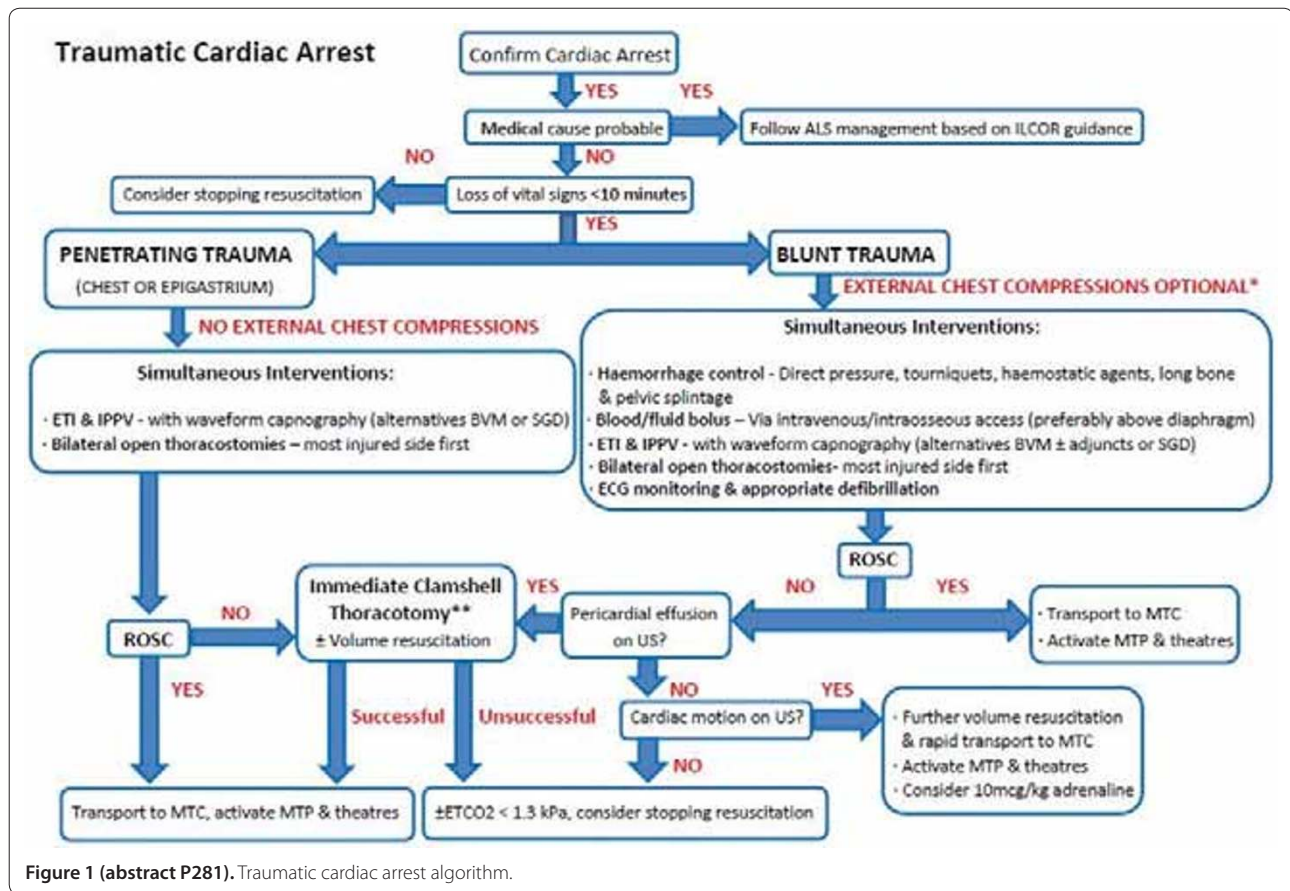 Traumatic Cardiac Arrest
Confirm Cardiac Arrest
YES
YES
Medical cause probable
Follow ALS management based on ILCOR guidance
NO
NO
Consider stopping resuscitation
Loss of vital signs <10 minutes
YES
PENETRATING TRAUMA
(CHEST OR EPIGASTRIUM)
BLUNT TRAUMA
NO EXTERNAL CHEST COMPRESSIONS
EXTERNAL CHEST COMPRESSIONS OPTIONAL*
Simultaneous Interventions:
· ETI & IPPV - with waveform capnography (alternatives BVM or SGD)
· Bilateral open thoracostomies – most injured side first
Simultaneous Interventions:
· Haemorrhage control - Direct pressure, tourniquets, haemostatic agents, long bone
& pelvic splintage
· Blood/fluid bolus – Via intravenous/intraosseous access (preferably above diaphragm)
· ETI & IPPV - with waveform capnography (alternatives BVM ± adjuncts or SGD)
· Bilateral open thoracostomies- most injured side first
· ECG monitoring & appropriate defibrillation
ROSC
NO
YES
· Transport to MTC
· Activate MTP & theatres
Pericardial effusion
on US?
YES
Immediate Clamshell
Thoracotomy**
± Volume resuscitation
NO
ROSC
YES
Successful
Unsuccessful
NO
Cardiac motion on US?
YES
· Further volume resuscitation
& rapid transport to MTC
· Activate MTP & theatres
· Consider 10mcg/kg adrenaline
NO
Transport to MTC, activate MTP & theatres
±ETCO2 < 1.3 kPa, consider stopping resuscitation
Figure 1 (abstract P281). Traumatic cardiac arrest algorithm.